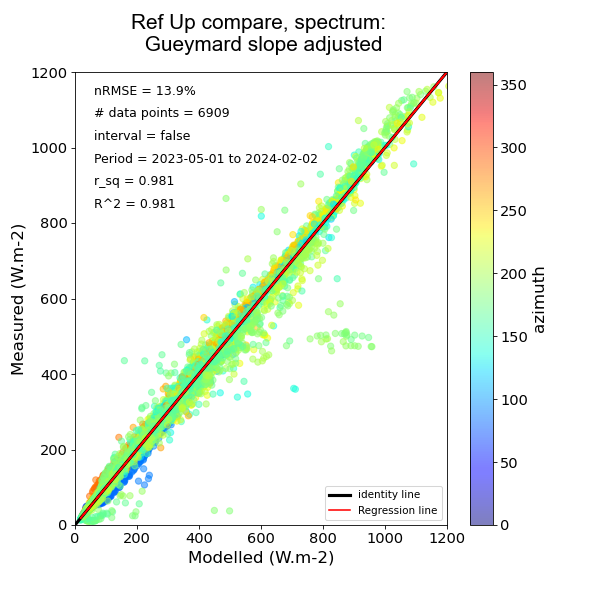 Ref Up compare, spectrum:
Gueymard slope adjusted
nRMSE = 13.9%
# data points = 6909
interval = false
Period = 2023-05-01 to 2024-02-02
r_sq = 0.981
R^2 = 0.981
Measured (W.m-2)
1200
1000
800
600
400
200
0
0 200 400 600 800 1000 1200
Modelled (W.m-2)
identity line
Regression line
350
300
250
200
150
100
50
0
azimuth